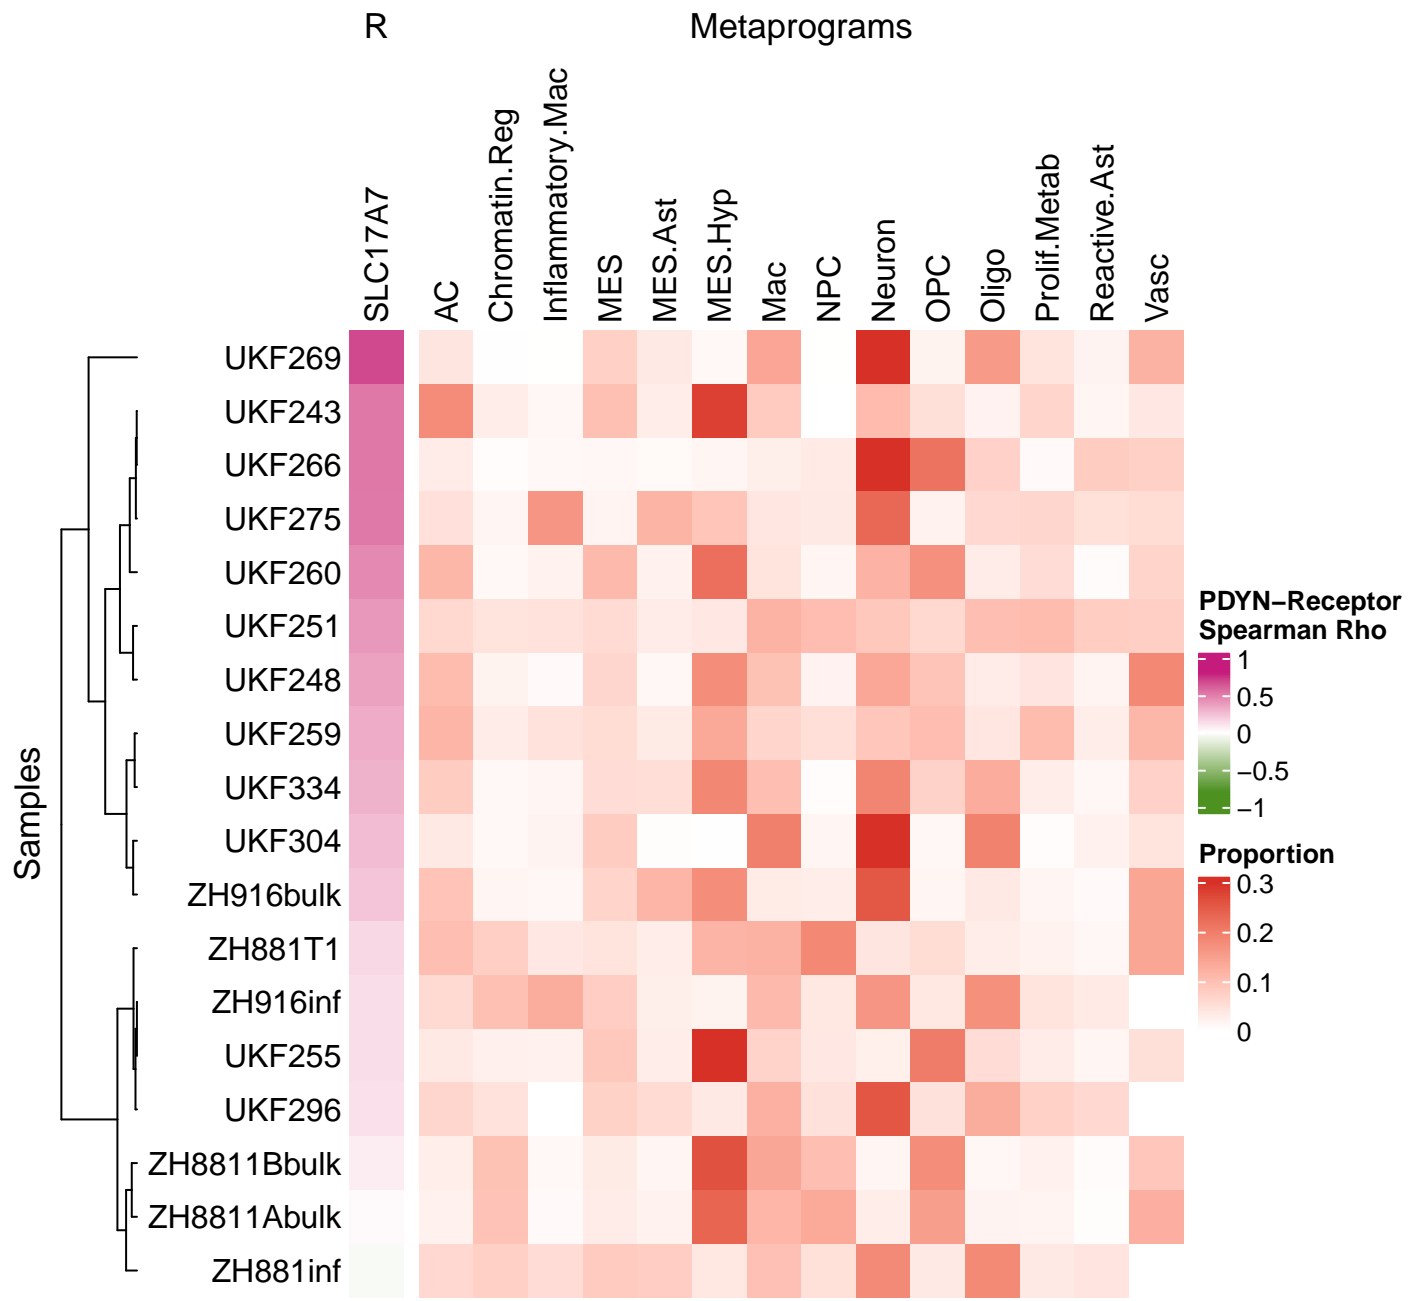 R
Metaprograms
SLC17A7
AC
Chromatin.Reg
Inflammatory.Mac
MES
MES.Ast
MES.Hyp
Mac
NPC
Neuron
OPC
Oligo
Prolif.Metab
Reactive.Ast
Vasc
Samples
UKF269
UKF243
UKF266
UKF275
UKF260
UKF251
UKF248
UKF259
UKF334
UKF304
ZH916bulk
ZH881T1
ZH916inf
UKF255
UKF296
ZH8811Bbulk
ZH8811Abulk
ZH881inf
PDYN−Receptor
Spearman Rho
1
0.5
0
−0.5
−1
Proportion
0.3
0.2
0.1
0